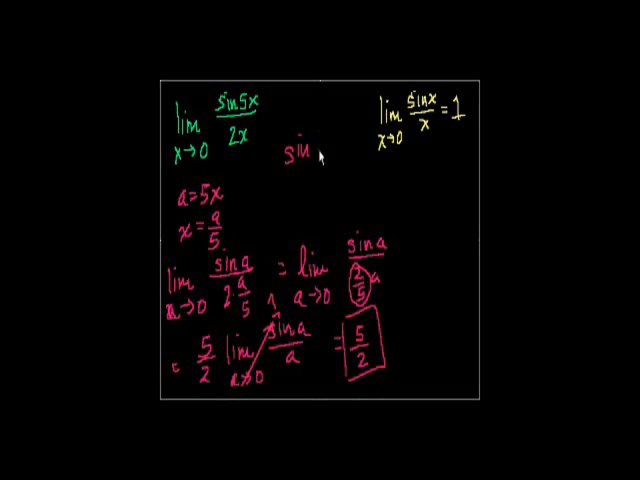 lim x→0 sin5x/2x
lim x→0 sinx/x = 1
sin
a = 5x
x = a/5
lim a→0 sina/(2·a/5) = lim a→0 sina/(2/5 a)
= 5/2 lim a→0 sina/a = 5/2
1